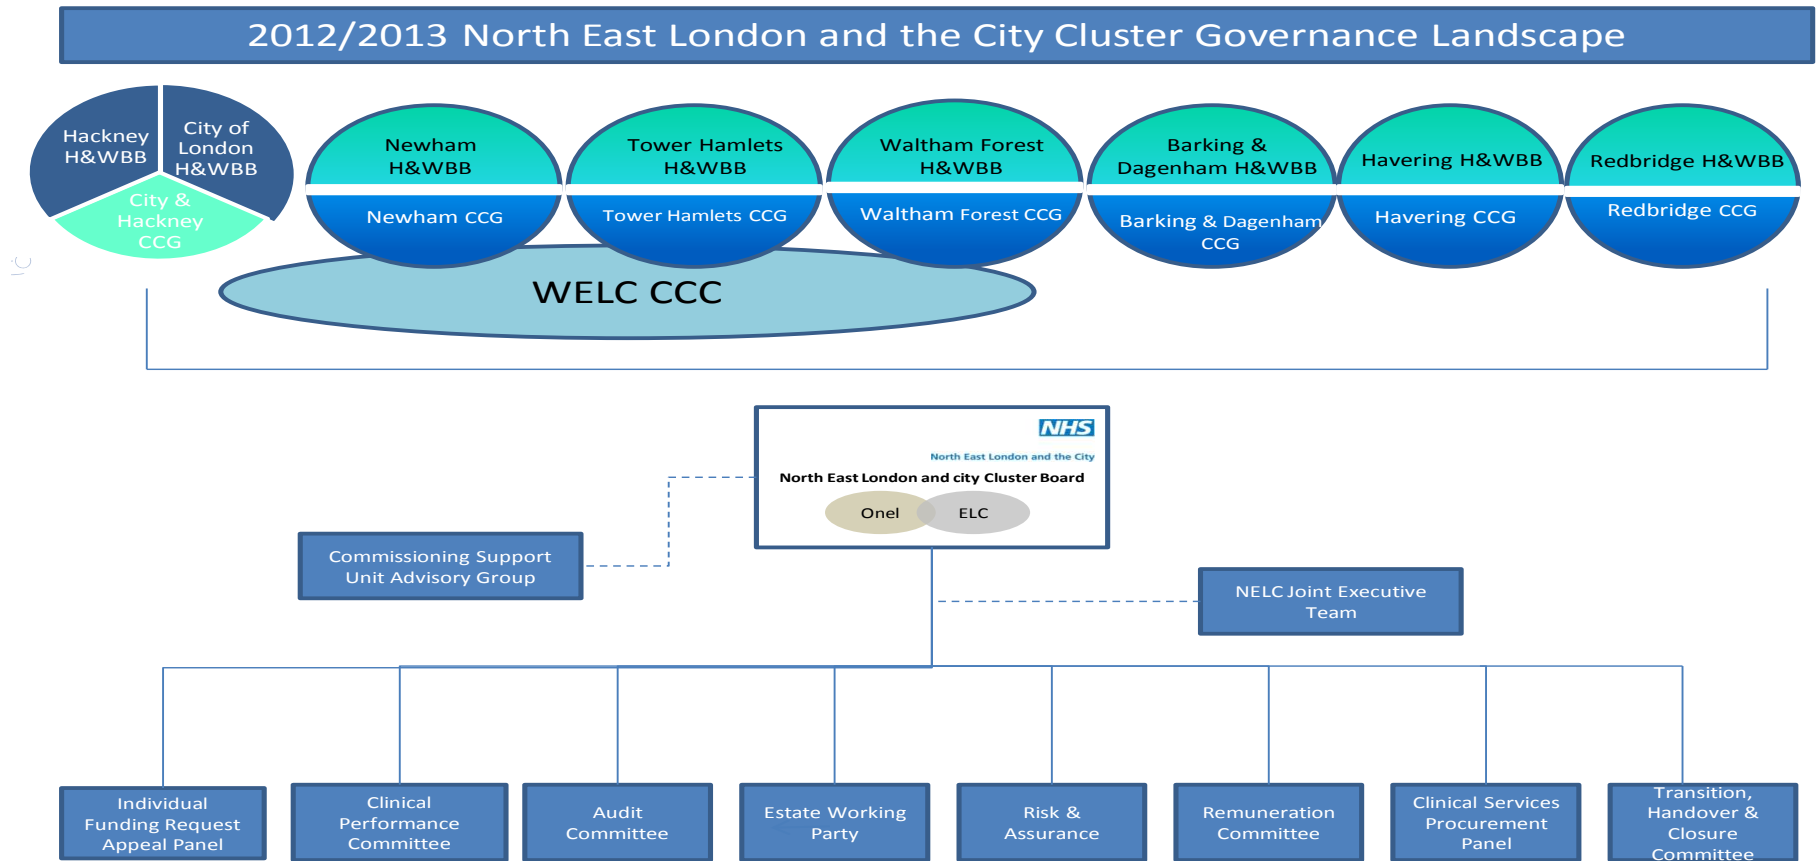 2012/2013 North East London and the City Cluster Governance Landscape
Hackney
H&WBB
City of
London
H&WBB
City &
Hackney
CCG
Newham
H&WBB
Newham CCG
Tower Hamlets
H&WBB
Tower Hamlets CCG
Waltham Forest
H&WBB
Waltham Forest CCG
Barking &
Dagenham H&WBB
Barking & Dagenham
CCG
Havering H&WBB
Havering CCG
Redbridge H&WBB
Redbridge CCG
WELC CCC
NHS
North East London and the City
North East London and city Cluster Board
Onel
ELC
Commissioning Support
Unit Advisory Group
NELC Joint Executive
Team
Individual
Funding Request
Appeal Panel
Clinical
Performance
Committee
Audit
Committee
Estate Working
Party
Risk &
Assurance
Remuneration
Committee
Clinical Services
Procurement
Panel
Transition,
Handover &
Closure
Committee